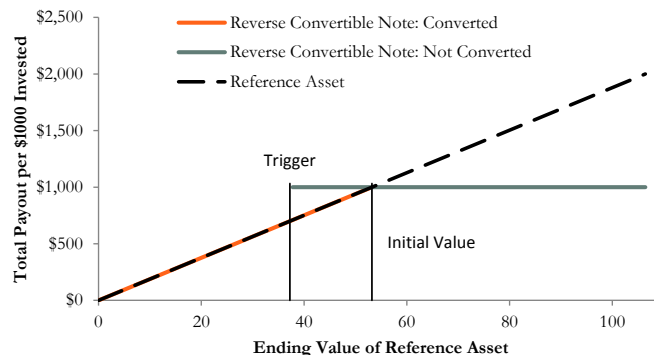 $2,500
$2,000
$1,500
$1,000
$500
$0
Total Payout per $1000 Invested
Reverse Convertible Note: Converted
Reverse Convertible Note: Not Converted
Reference Asset
Trigger
Initial Value
0 20 40 60 80 100
Ending Value of Reference Asset